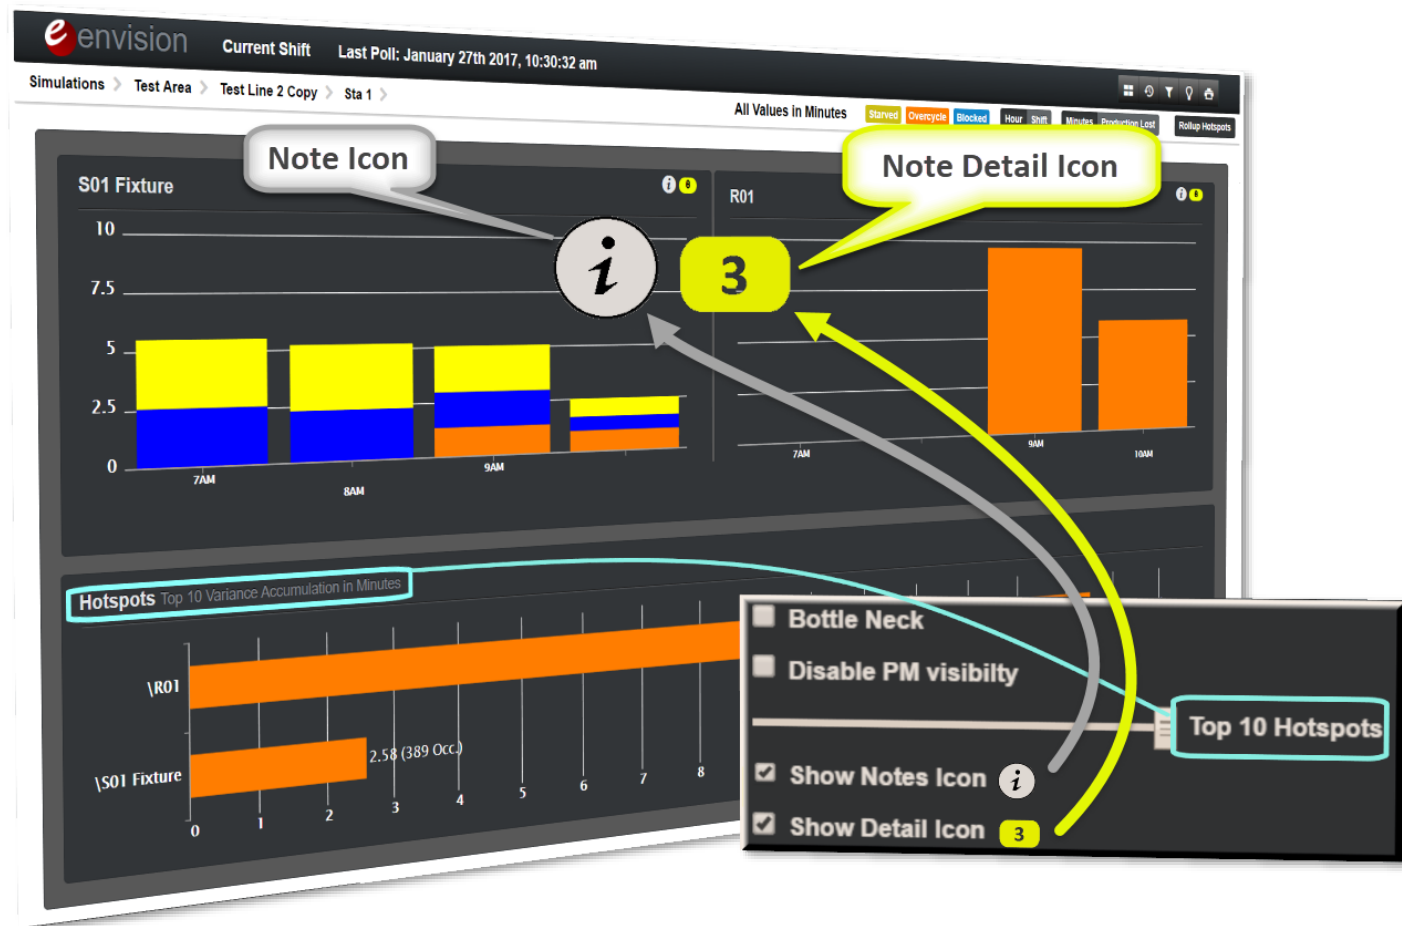 e envision Current Shift Last Poll: January 27th 2017, 10:30:32 am
Simulations Test Area Test Line 2 Copy Sta 1
All Values in Minutes Starved Overcycle Blocked Hour Shift Minutes Production Lost Rollup Hotspots
Note Icon
Note Detail Icon
S01 Fixture
i
R01
i
10
7.5
5
2.5
0
7AM
8AM
9AM
i
3
7AM
9AM
10AM
Hotspots Top 10 Variance Accumulation in Minutes
\R01
\S01 Fixture
2.58 (389 Occ.)
0 1 2 3 4 5 6 7 8
Bottle Neck
Disable PM visibilty
Top 10 Hotspots
Show Notes Icon i
Show Detail Icon 3